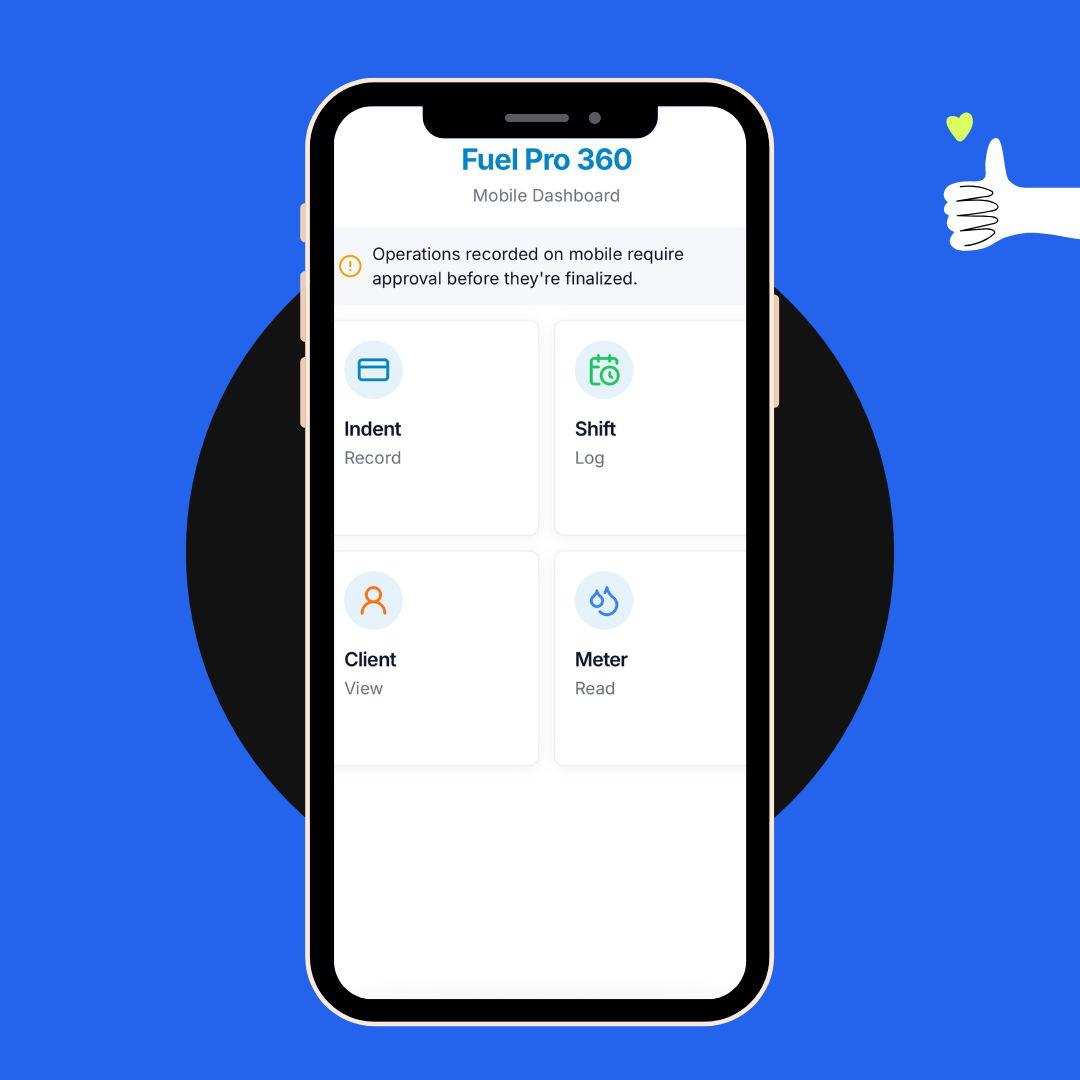 Fuel Pro 360
Mobile Dashboard
Operations recorded on mobile require
approval before they're finalized.
Indent
Record
Shift
Log
Client
View
Meter
Read